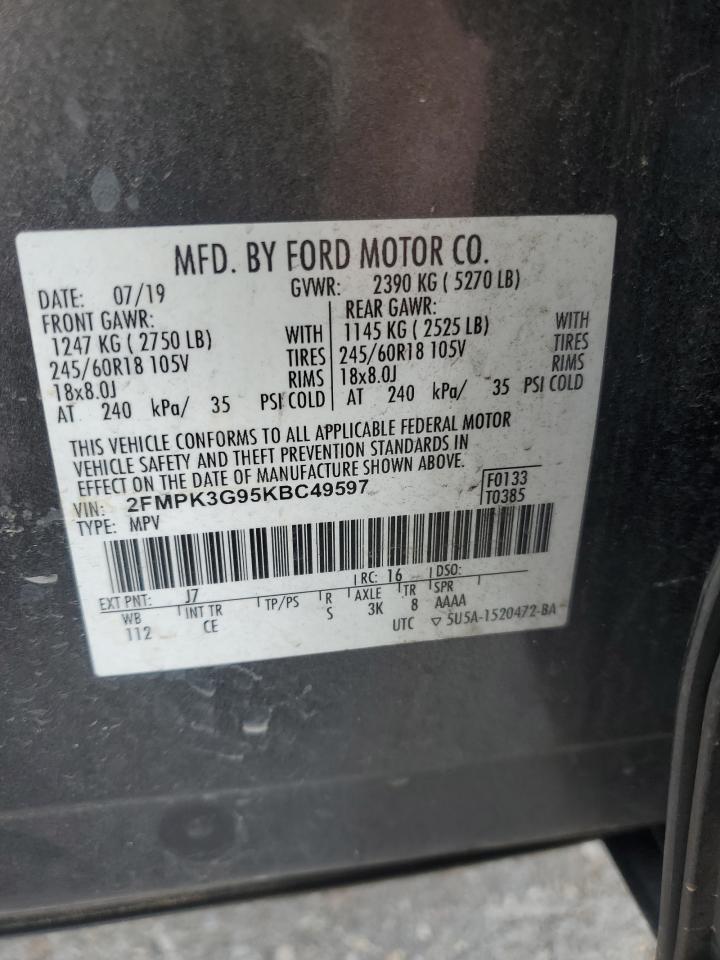 MFD. BY FORD MOTOR CO.
DATE: 07/19 GVWR: 2390 KG ( 5270 LB)
FRONT GAWR: REAR GAWR:
1247 KG ( 2750 LB) WITH 1145 KG ( 2525 LB) WITH
245/60R18 105V TIRES 245/60R18 105V TIRES
18x8.0J RIMS 18x8.0J RIMS
AT 240 kPa/ 35 PSI COLD AT 240 kPa/ 35 PSI COLD
THIS VEHICLE CONFORMS TO ALL APPLICABLE FEDERAL MOTOR
VEHICLE SAFETY AND THEFT PREVENTION STANDARDS IN
EFFECT ON THE DATE OF MANUFACTURE SHOWN ABOVE.
VIN: 2FMPK3G95KBC49597 F0133
TYPE: MPV T0385
EXT PNT: J7 RC: 16 DSO:
WB INT TR TP/PS R AXLE TR SPR
112 CE S 3K 8 AAAA
UTC ▽ 5U5A-1520472-BA